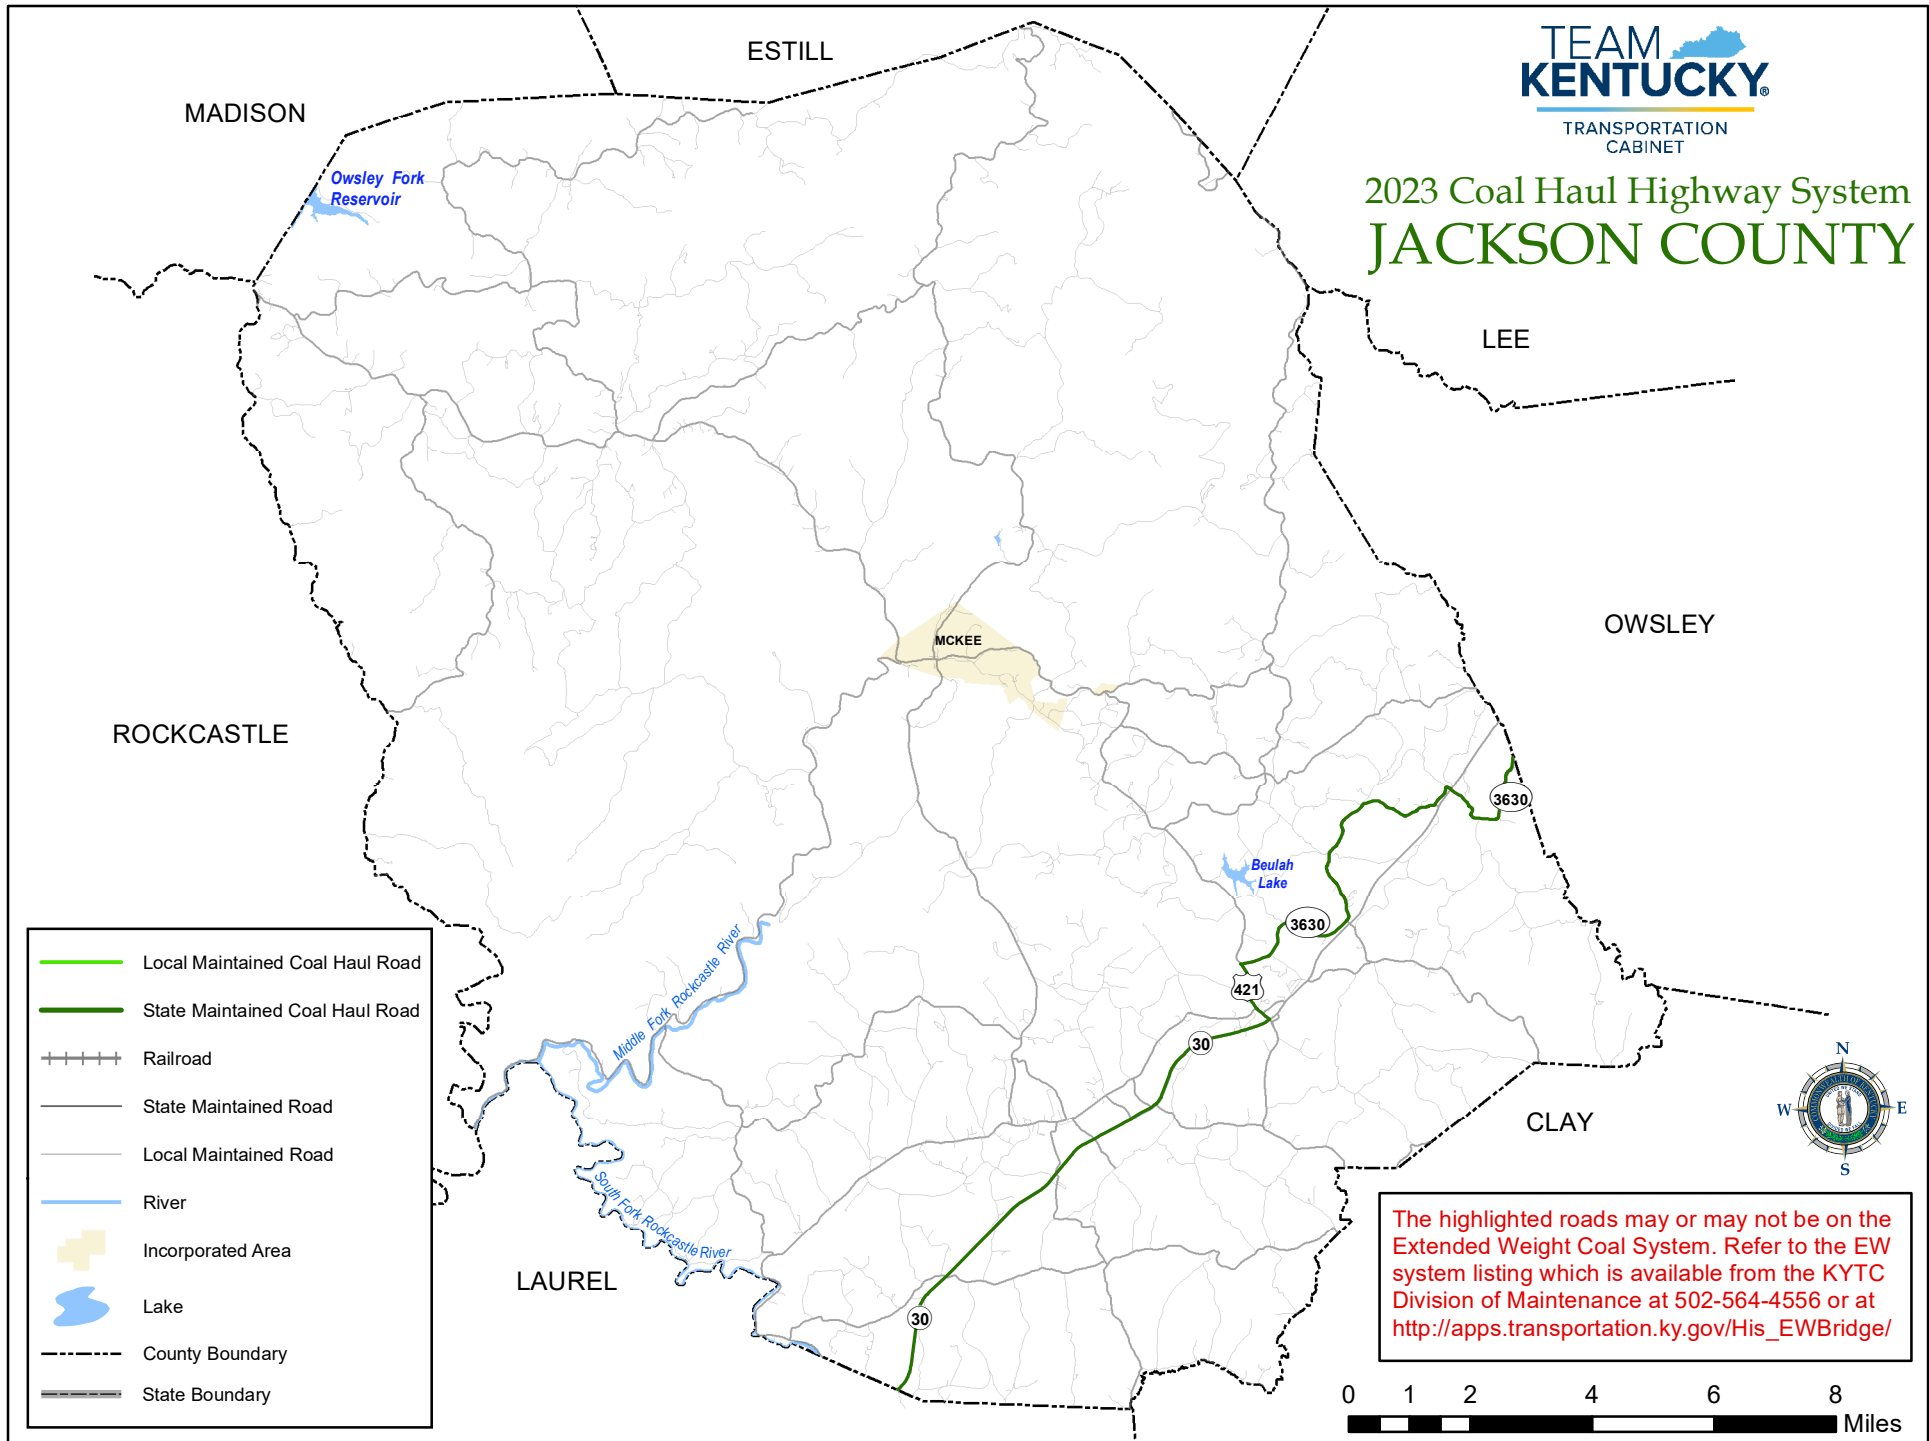 TEAM
KENTUCKY®
TRANSPORTATION
CABINET
2023 Coal Haul Highway System
JACKSON COUNTY
ESTILL
MADISON
Owsley Fork
Reservoir
LEE
OWSLEY
MCKEE
ROCKCASTLE
3630
Beulah
Lake
3630
421
30
Middle Fork Rockcastle River
South Fork Rockcastle River
LAUREL
30
CLAY
Local Maintained Coal Haul Road
State Maintained Coal Haul Road
Railroad
State Maintained Road
Local Maintained Road
River
Incorporated Area
Lake
County Boundary
State Boundary
N
W
E
S
The highlighted roads may or may not be on the
Extended Weight Coal System. Refer to the EW
system listing which is available from the KYTC
Division of Maintenance at 502-564-4556 or at
http://apps.transportation.ky.gov/His_EWBridge/
0 1 2 4 6 8
Miles